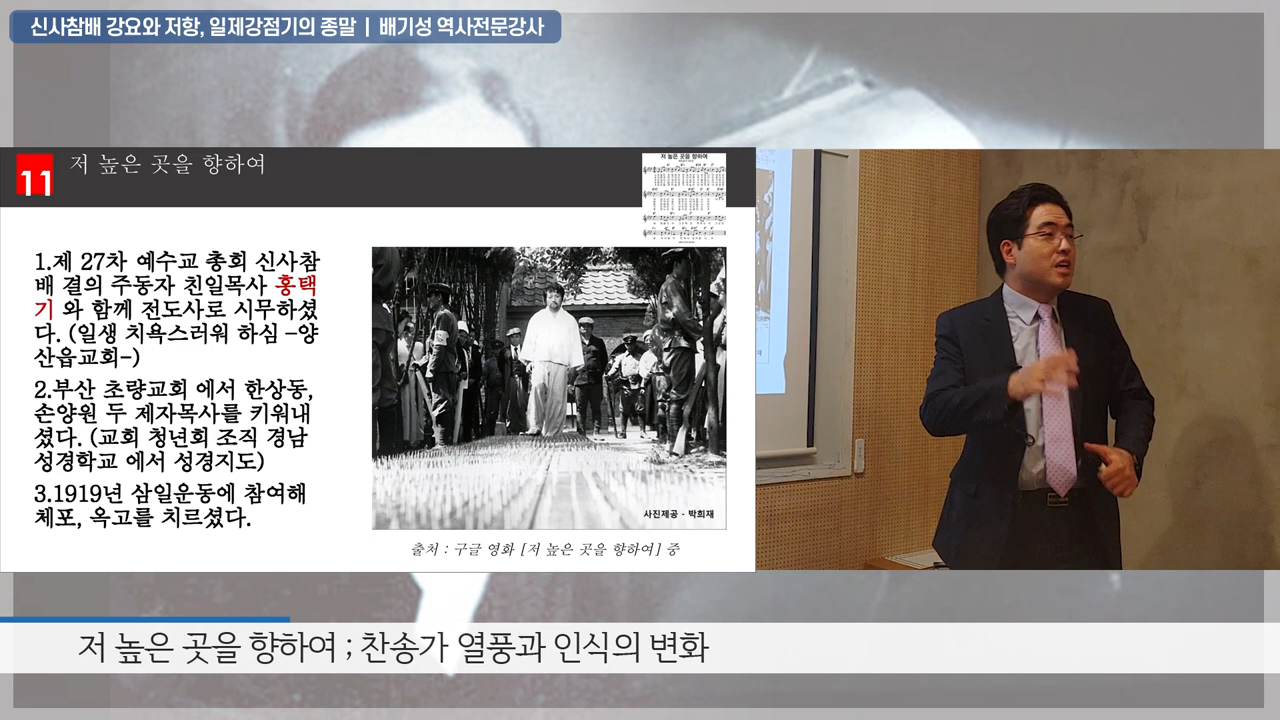 신사참배 강요와 저항, 일제강점기의 종말 | 배기성 역사전문강사
11
저 높은 곳을 향하여
저 높은 곳을 향하여
1.제 27차 예수교 총회 신사참
배 결의 주동자 친일목사 홍택
기 와 함께 전도사로 시무하셨
다. (일생 치욕스러워 하심 -양
산읍교회-)
2.부산 초량교회 에서 한상동,
손양원 두 제자목사를 키워내
셨다. (교회 청년회 조직 경남
성경학교 에서 성경지도)
3.1919년 삼일운동에 참여해
체포, 옥고를 치르셨다.
사진제공 - 박희재
출처 : 구글 영화 [저 높은 곳을 향하여] 중
저 높은 곳을 향하여 ; 찬송가 열풍과 인식의 변화